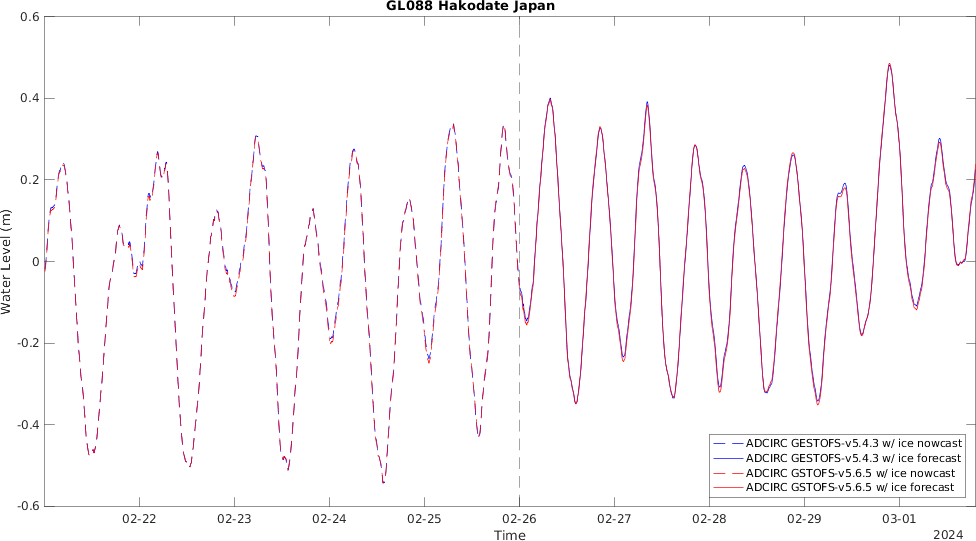 GL088 Hakodate Japan
0.6
0.4
0.2
0
-0.2
-0.4
-0.6
Water Level (m)
02-22 02-23 02-24 02-25 02-26 02-27 02-28 02-29 03-01
Time
2024
ADCIRC GESTOFS-v5.4.3 w/ ice nowcast
ADCIRC GESTOFS-v5.4.3 w/ ice forecast
ADCIRC GSTOFS-v5.6.5 w/ ice nowcast
ADCIRC GSTOFS-v5.6.5 w/ ice forecast